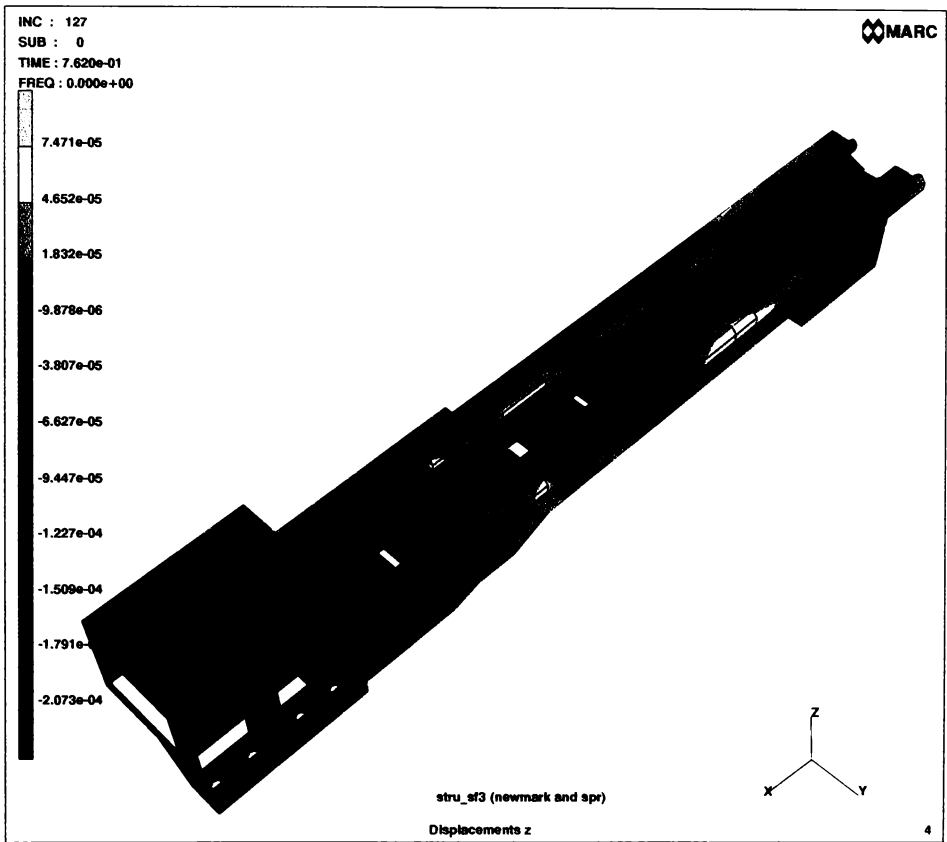 INC : 127
SUB : 0
TIME : 7.620e-01
FREQ : 0.000e+00
MARC
7.471e-05
4.652e-05
1.832e-05
-9.878e-06
-3.807e-05
-6.627e-05
-9.447e-05
-1.227e-04
-1.509e-04
-1.791e-
-2.073e-04
Z
X
Y
stru_sf3 (newmark and spr)
Displacements z
4